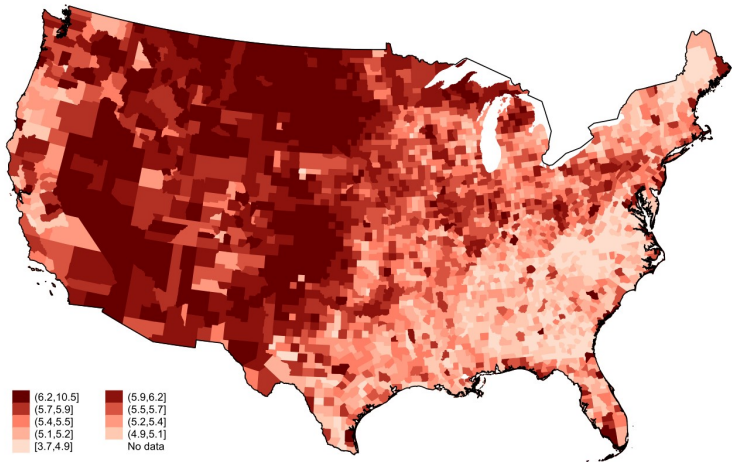 (6.2,10.5] (5.9,6.2]
(5.7,5.9] (5.5,5.7]
(5.4,5.5] (5.2,5.4]
(5.1,5.2] (4.9,5.1]
[3.7,4.9] No data